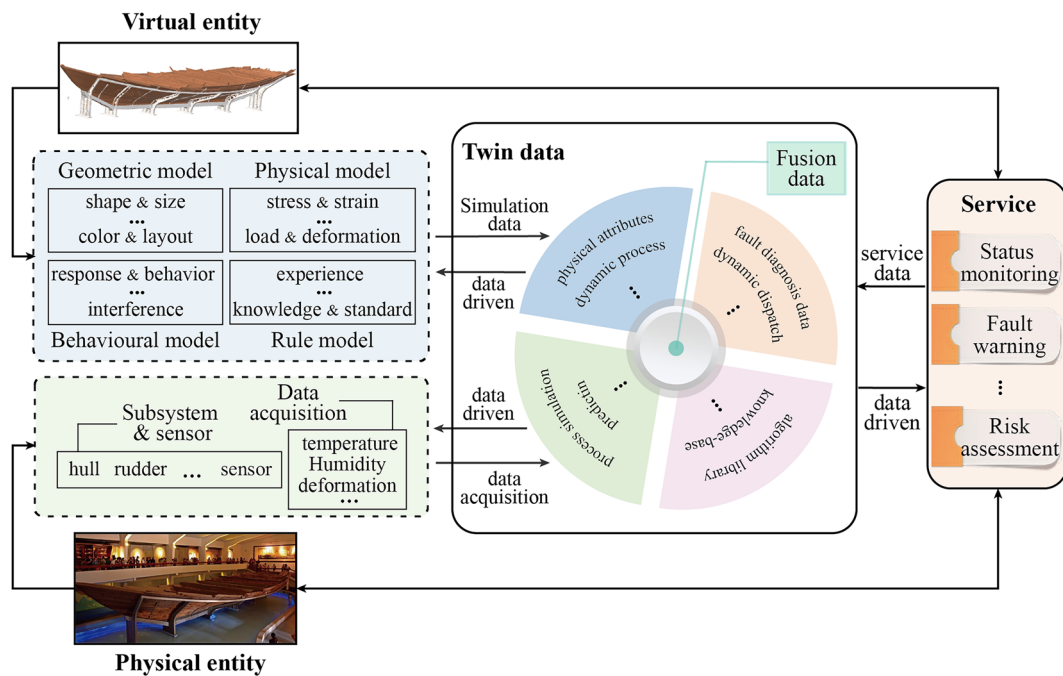 Virtual entity
Geometric model
shape & size
...
color & layout
Physical model
stress & strain
...
load & deformation
response & behavior
...
interference
Behavioural model
experience
...
knowledge & standard
Rule model
Subsystem
& sensor
hull rudder ... sensor
Data
acquisition
temperature
Humidity
deformation
...
Physical entity
Simulation
data
data
driven
data
driven
data
acquisition
Twin data
Fusion
data
physical attributes
dynamic process
...
fault diagnosis data
dynamic dispatch
...
process simulation
predictin
...
algorithm library
knowledge-base
...
service
data
data
driven
Service
Status
monitoring
Fault
warning
...
Risk
assessment